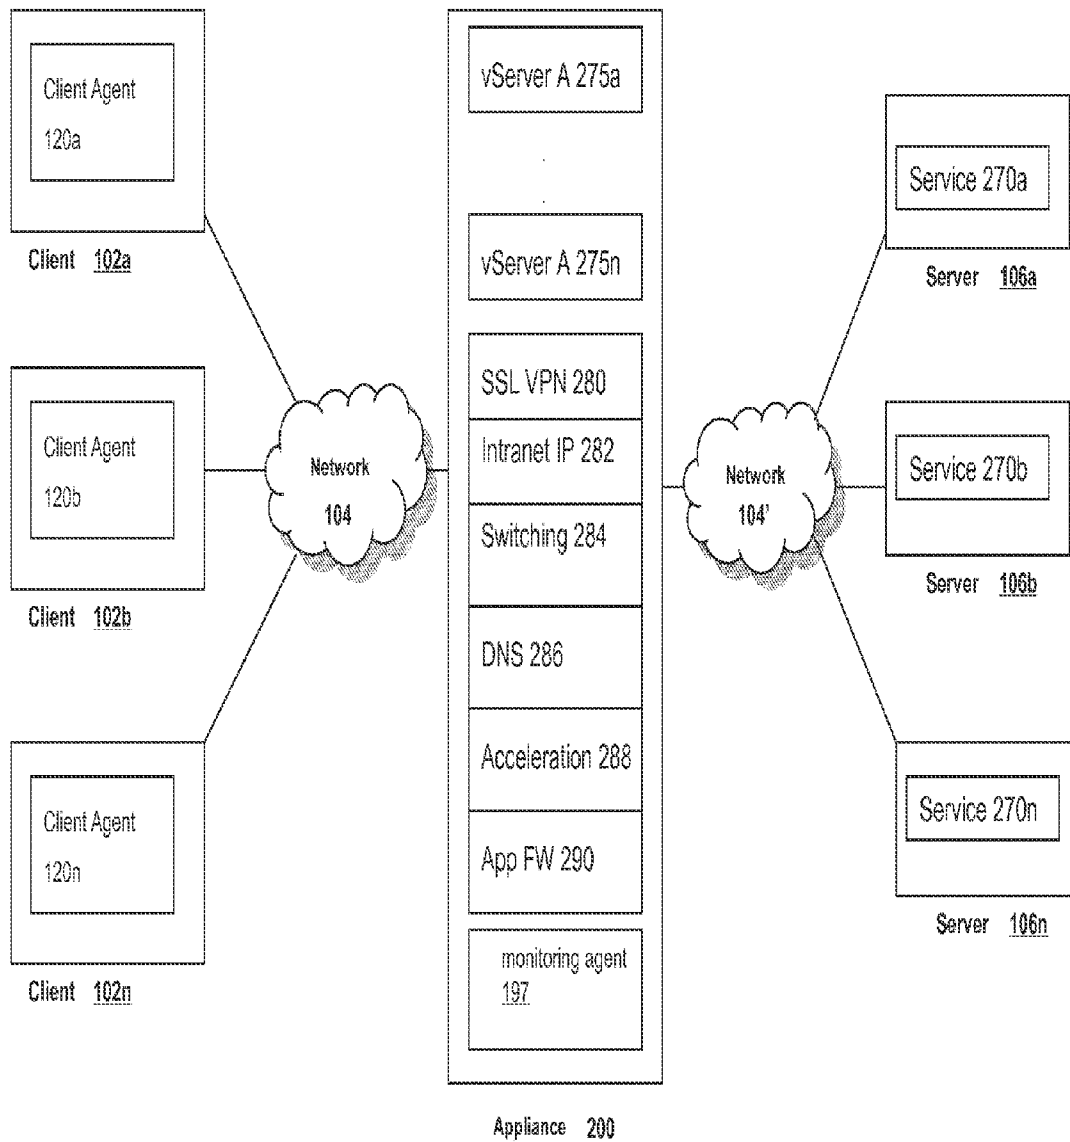 Client Agent
120a
Client 102a
Client Agent
120b
Client 102b
Client Agent
120n
Client 102n
Network
104
vServer A 275a
vServer A 275n
SSL VPN 280
Intranet IP 282
Switching 284
DNS 286
Acceleration 288
App FW 290
monitoring agent
197
Appliance 200
Network
104'
Service 270a
Server 106a
Service 270b
Server 106b
Service 270n
Server 106n